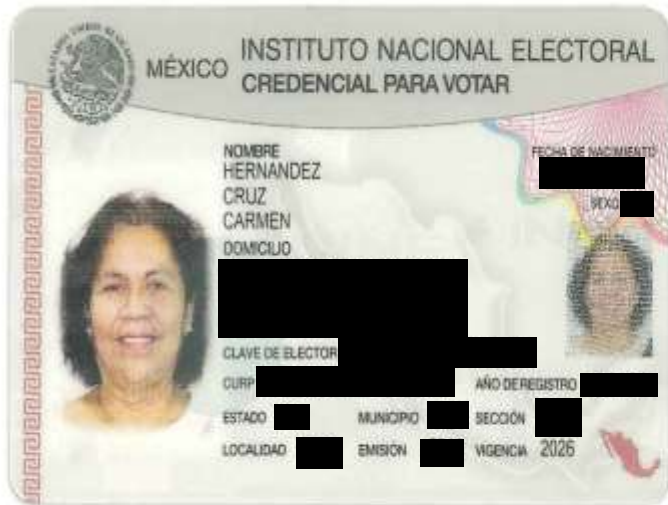 MÉXICO
INSTITUTO NACIONAL ELECTORAL
CREDENCIAL PARA VOTAR
NOMBRE
HERNANDEZ
CRUZ
CARMEN
DOMICILIO
FECHA DE NACIMIENTO
SEXO
CLAVE DE ELECTOR
CURP
AÑO DE REGISTRO
ESTADO MUNICIPIO SECCIÓN
LOCALIDAD EMISIÓN VIGENCIA 2026